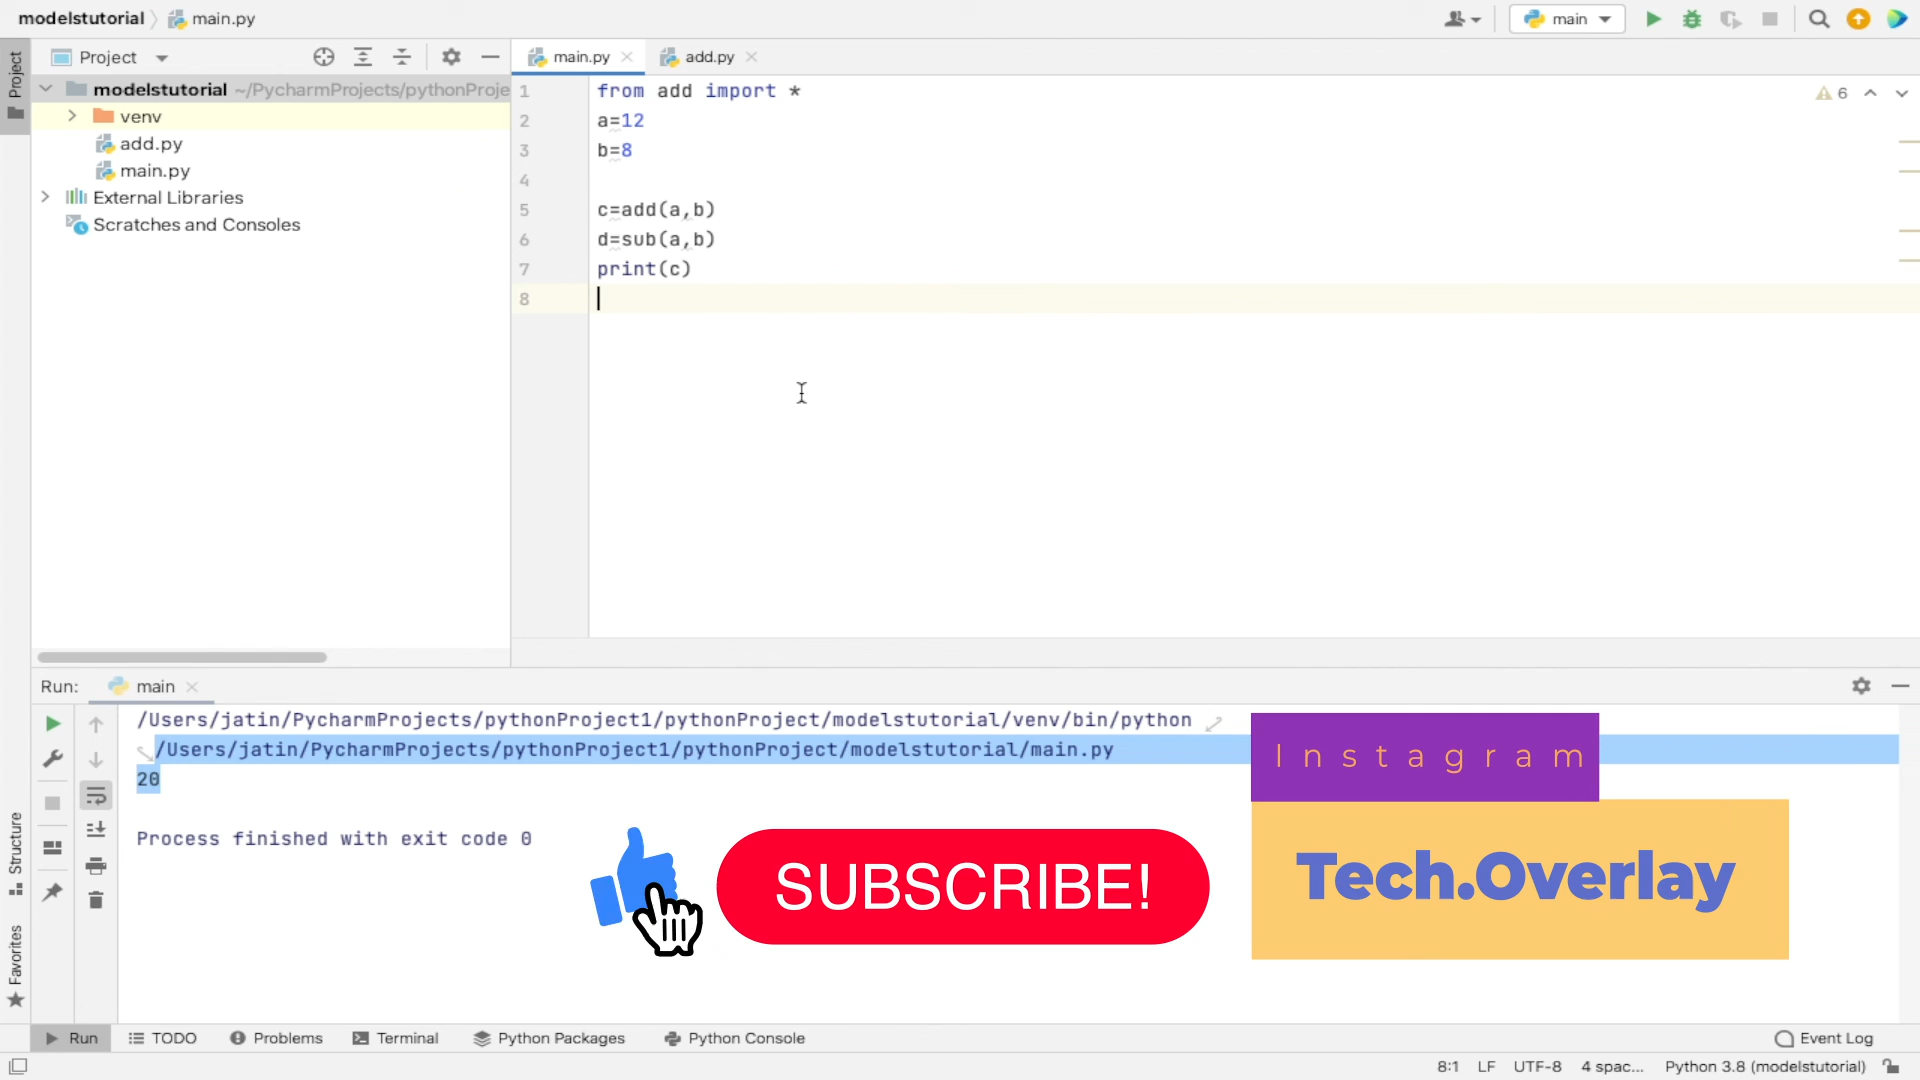 modelstutorial
main.py
main
Project
Project
main.py
add.py
modelstutorial ~/PycharmProjects/pythonProje
venv
add.py
main.py
External Libraries
Scratches and Consoles
6
1 from add import *
2 a=12
3 b=8
4
5 c=add(a,b)
6 d=sub(a,b)
7 print(c)
8
Run: main
/Users/jatin/PycharmProjects/pythonProject1/pythonProject/modelstutorial/venv/bin/python
/Users/jatin/PycharmProjects/pythonProject1/pythonProject/modelstutorial/main.py
20
Process finished with exit code 0
Instagram
Tech.Overlay
SUBSCRIBE!
Structure
Favorites
Run
TODO
Problems
Terminal
Python Packages
Python Console
Event Log
8:1 LF UTF-8 4 spac... Python 3.8 (modelstutorial)